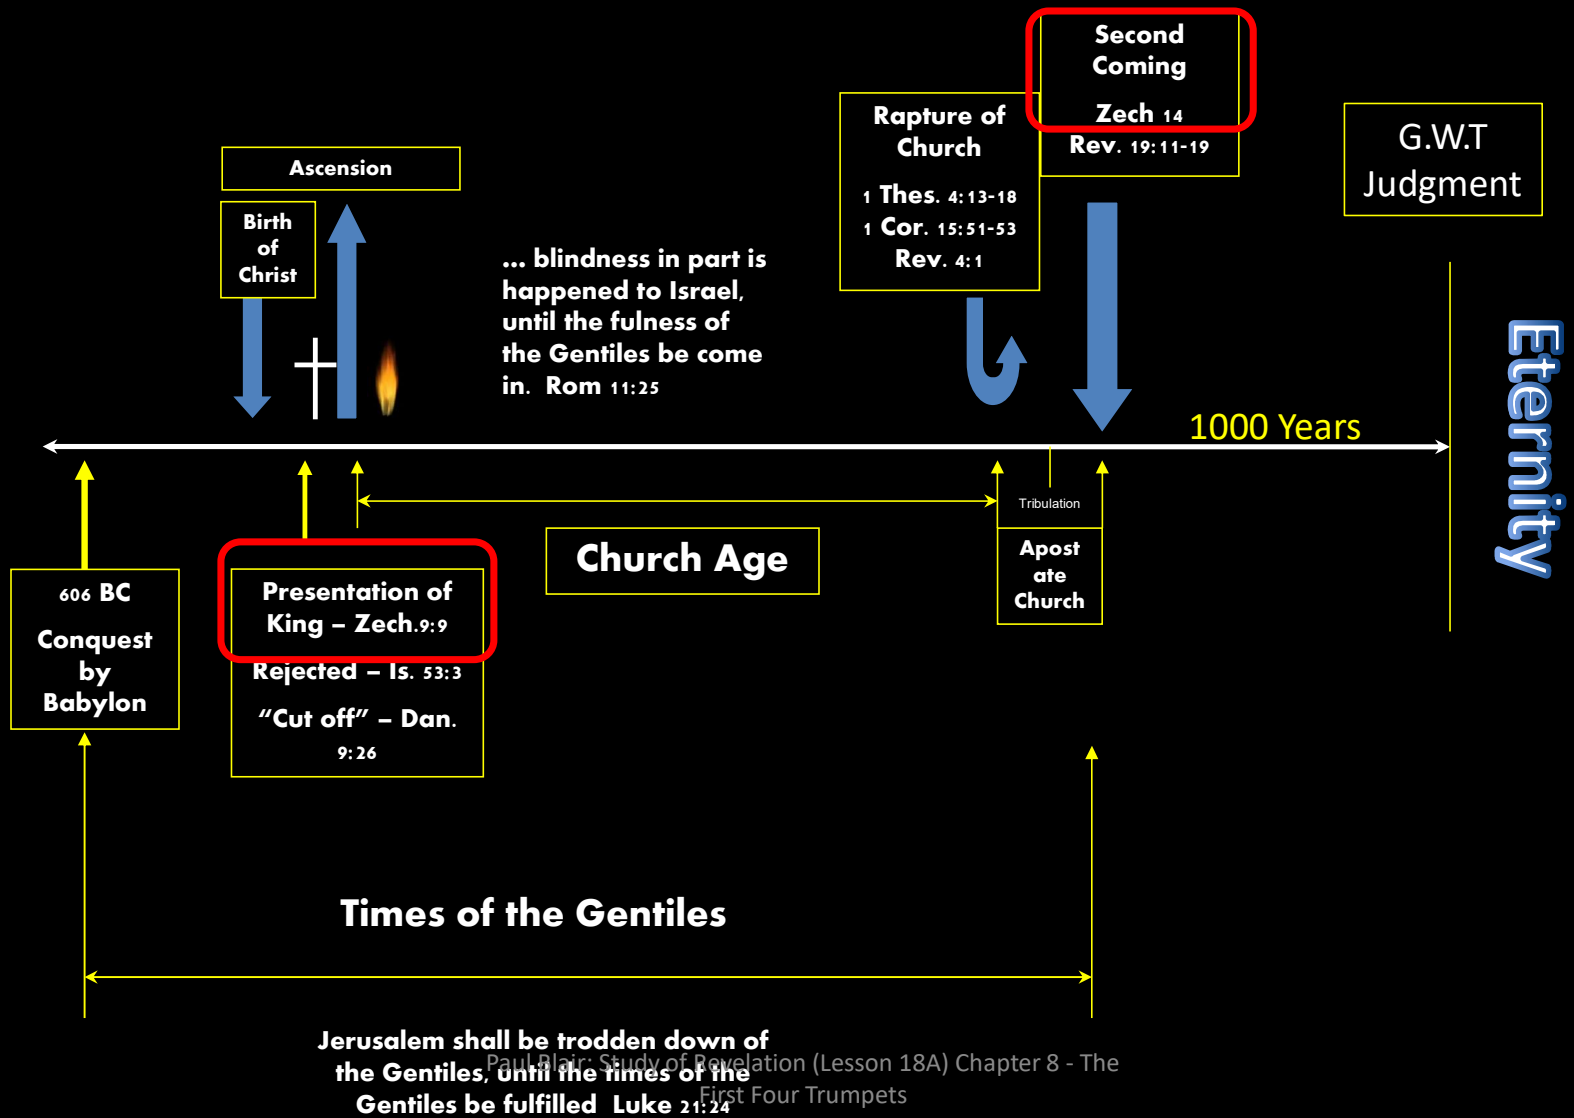 Second
Coming
Zech 14
Rev. 19:11-19
Rapture of
Church
1 Thes. 4:13-18
1 Cor. 15:51-53
Rev. 4:1
G.W.T
Judgment
Ascension
Birth
of
Christ
... blindness in part is
happened to Israel,
until the fulness of
the Gentiles be come
in. Rom 11:25
1000 Years
Eternity
Tribulation
Apost
ate
Church
Church Age
606 BC
Conquest
by
Babylon
Presentation of
King – Zech.9:9
Rejected – Is. 53:3
“Cut off” – Dan.
9:26
Times of the Gentiles
Jerusalem shall be trodden down of
the Gentiles, until the times of the
Gentiles be fulfilled Luke 21:24
Paul Blair: Study of Revelation (Lesson 18A) Chapter 8 - The
First Four Trumpets